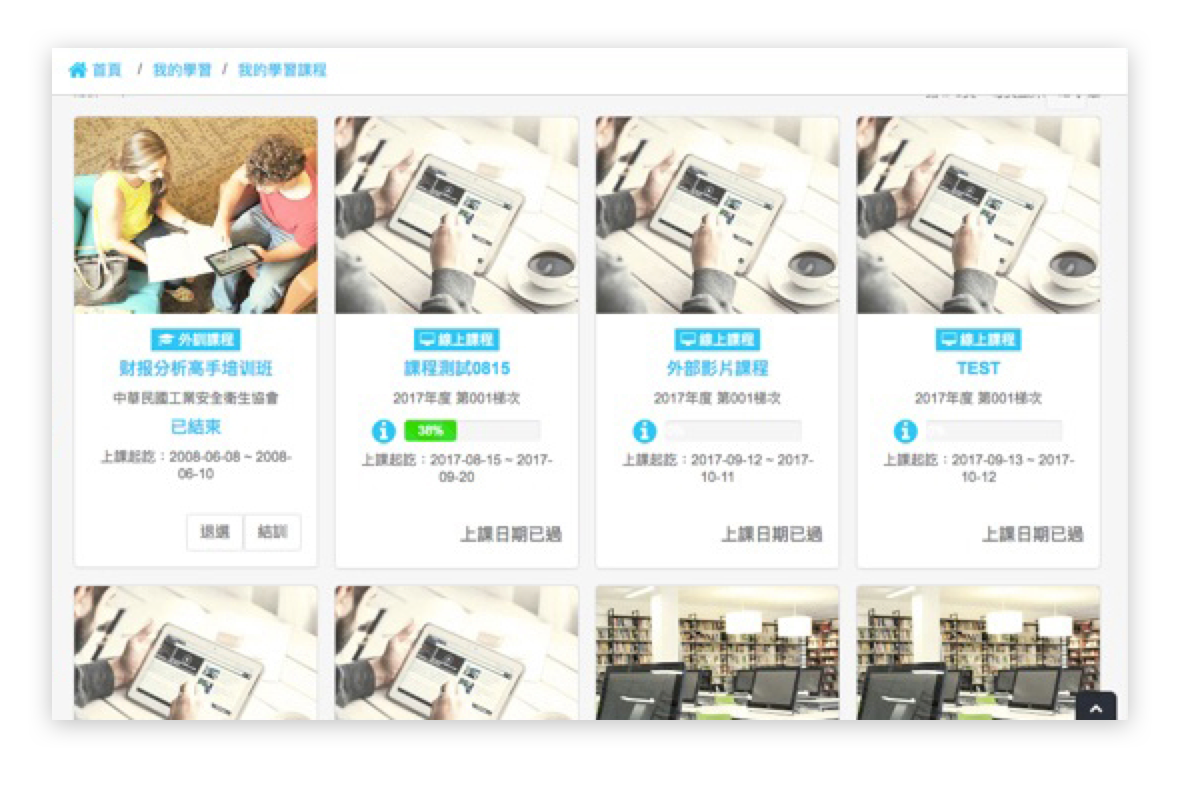 首頁 / 我的學習 / 我的學習課程
外訓課程
财报分析高手培训班
中華民國工業安全衛生協會
已結束
上課起訖：2008-06-08 ~ 2008-
06-10
退選 結訓
線上課程
課程測試0815
2017年度 第001梯次
38%
上課起訖：2017-08-15 ~ 2017-
09-20
上課日期已過
線上課程
外部影片課程
2017年度 第001梯次
0%
上課起訖：2017-09-12 ~ 2017-
10-11
上課日期已過
線上課程
TEST
2017年度 第001梯次
0%
上課起訖：2017-09-13 ~ 2017-
10-12
上課日期已過